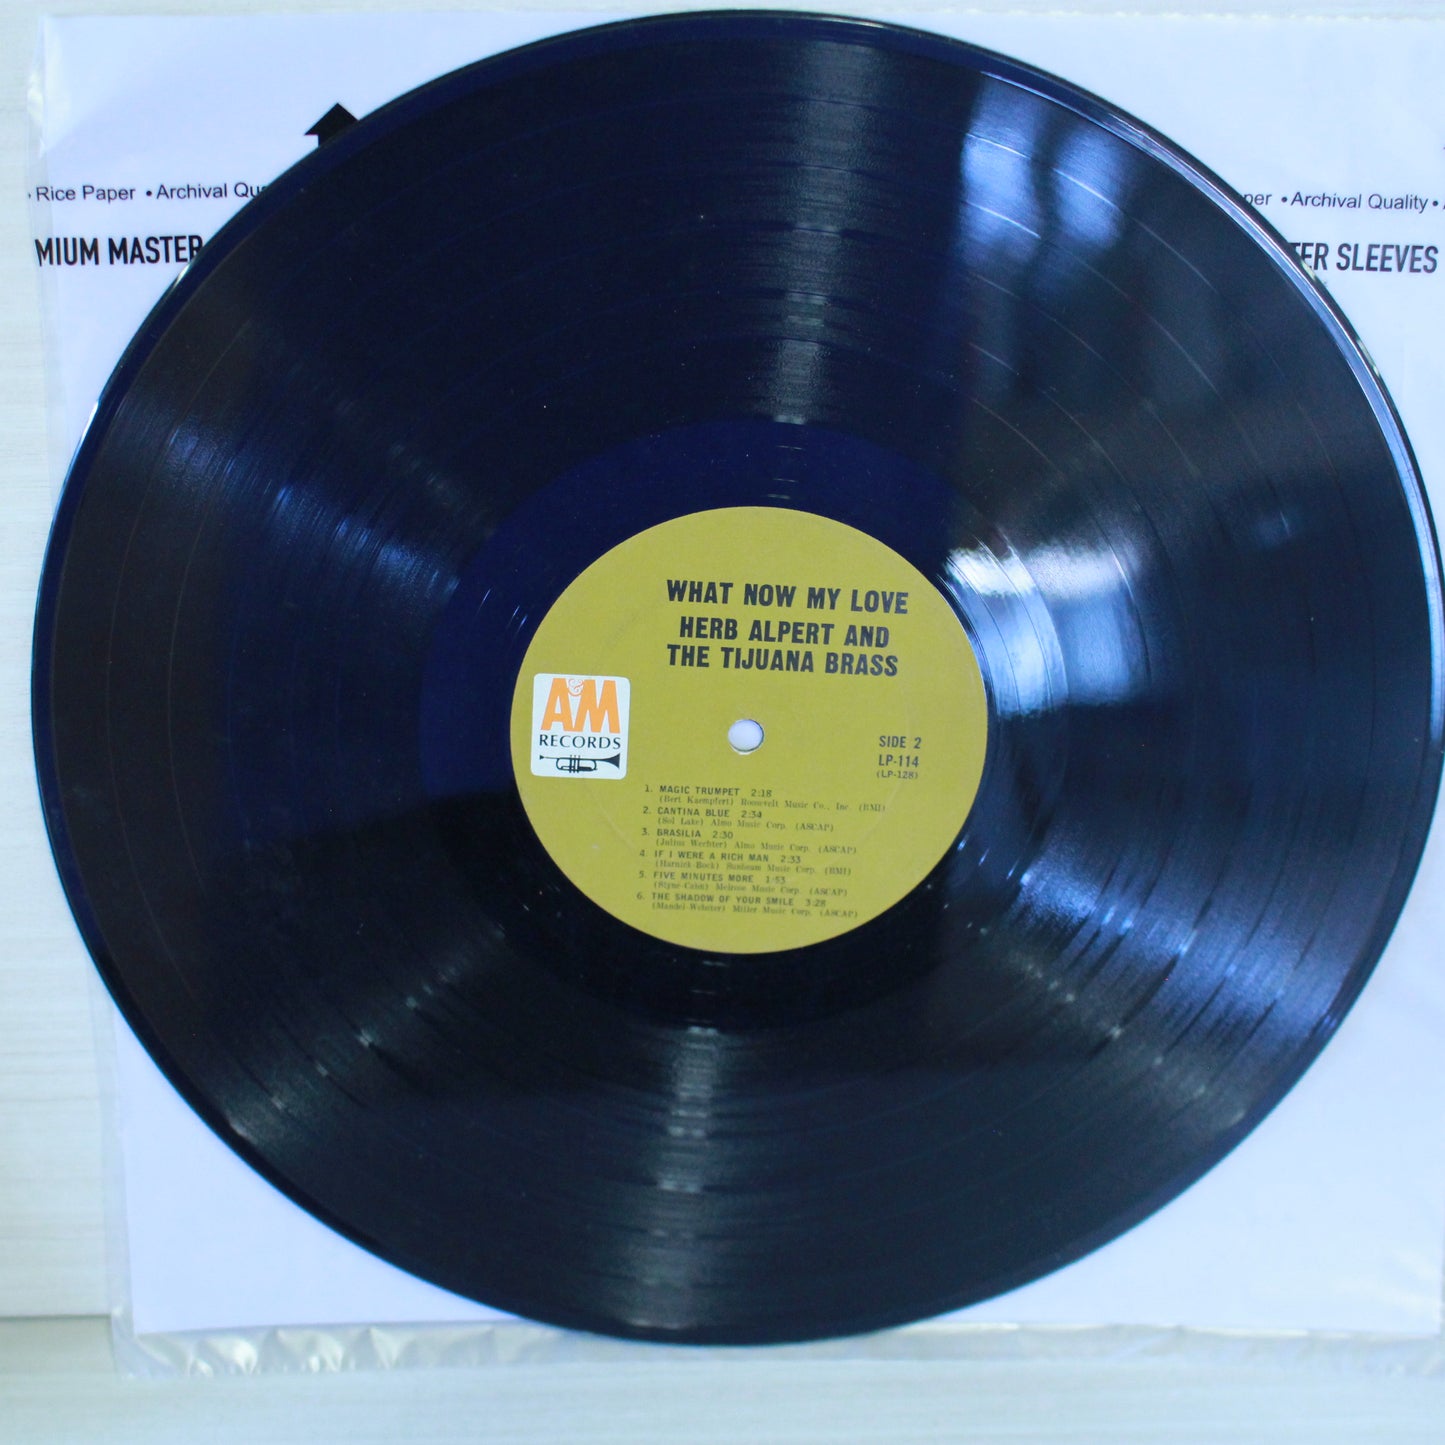 • Rice Paper • Archival Qua
per • Archival Quality •
MIUM MASTER
TER SLEEVES
WHAT NOW MY LOVE
HERB ALPERT AND
THE TIJUANA BRASS
A&M
RECORDS
SIDE 2
LP-114
(LP-128)
1. MAGIC TRUMPET 2:18
(Bert Kaempfert) Roosevelt Music Co., Inc. (BMI)
2. CANTINA BLUE 2:34
(Sol Lake) Almo Music Corp. (ASCAP)
3. BRASILIA 2:30
(Julius Wechter) Almo Music Corp. (ASCAP)
4. IF I WERE A RICH MAN 2:33
(Harnick-Bock) Sunbeam Music Corp. (BMI)
5. FIVE MINUTES MORE 1:53
(Styne-Cahn) Melrose Music Corp. (ASCAP)
6. THE SHADOW OF YOUR SMILE 3:28
(Mandel-Webster) Miller Music Corp. (ASCAP)